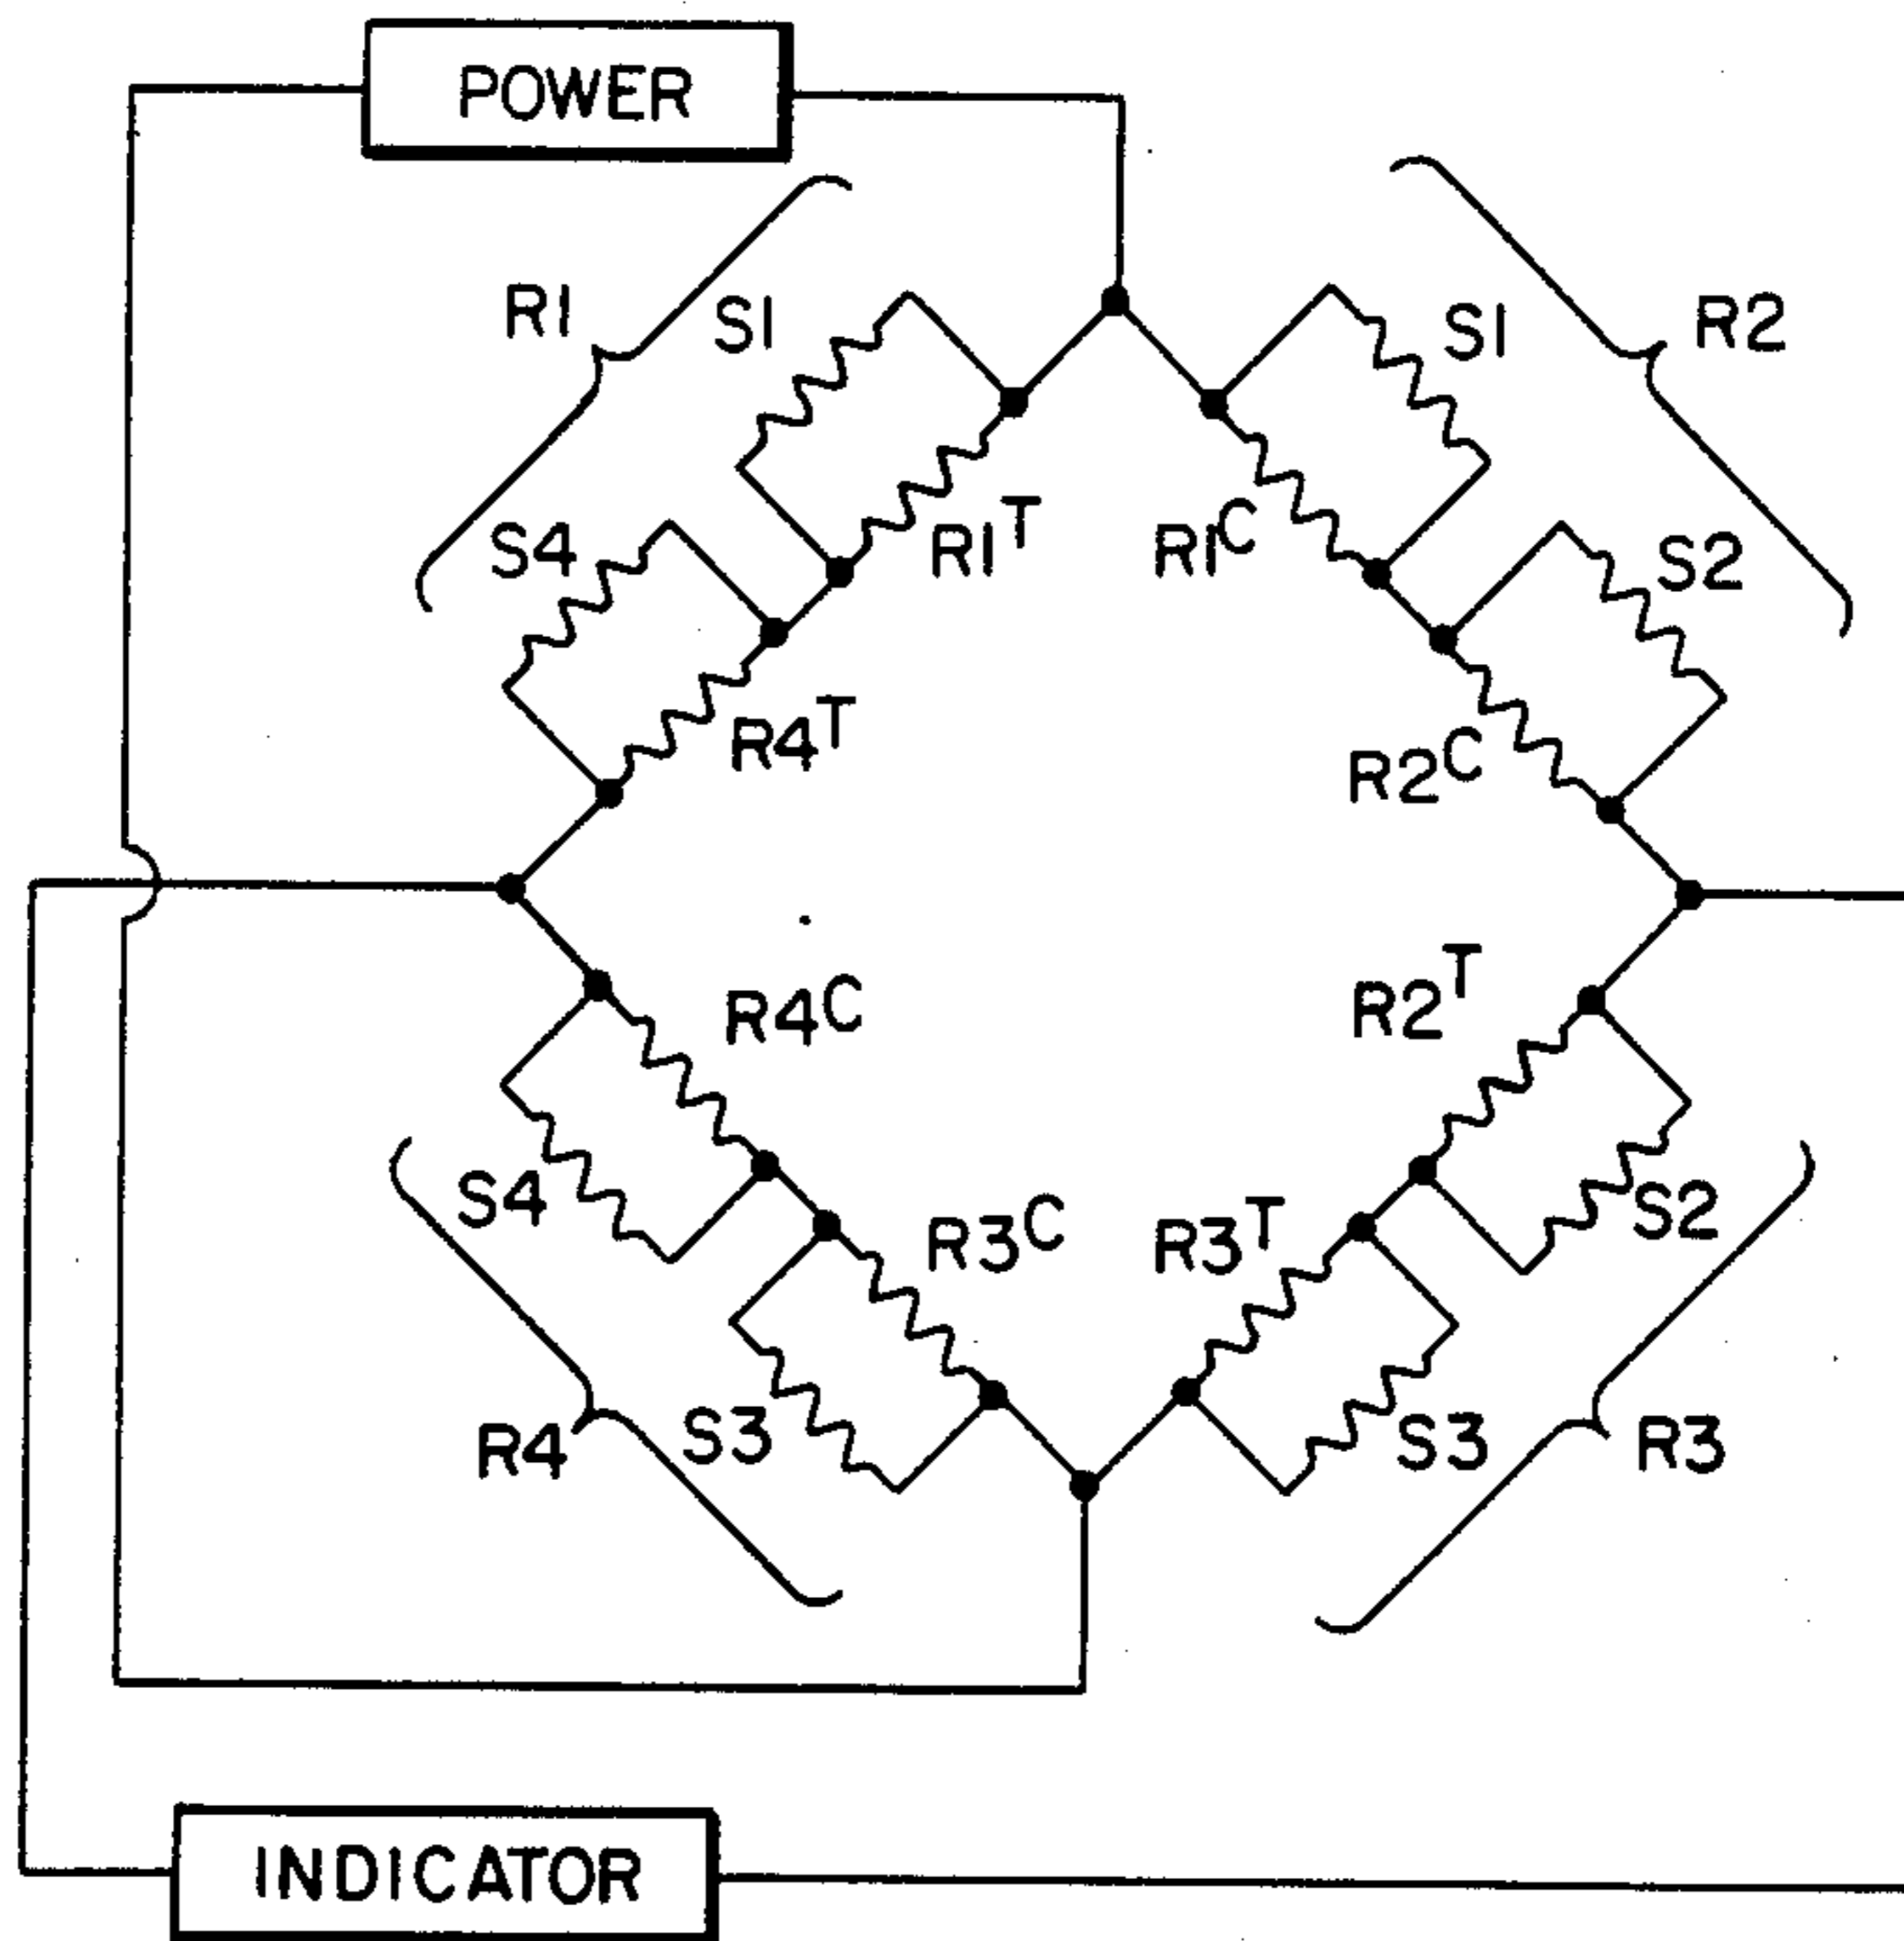 POWER
R1
S1
S1
R2
S4
R1T
R1C
S2
R4T
R2C
R4C
R2T
S4
R3C
R3T
S2
R4
S3
S3
R3
INDICATOR